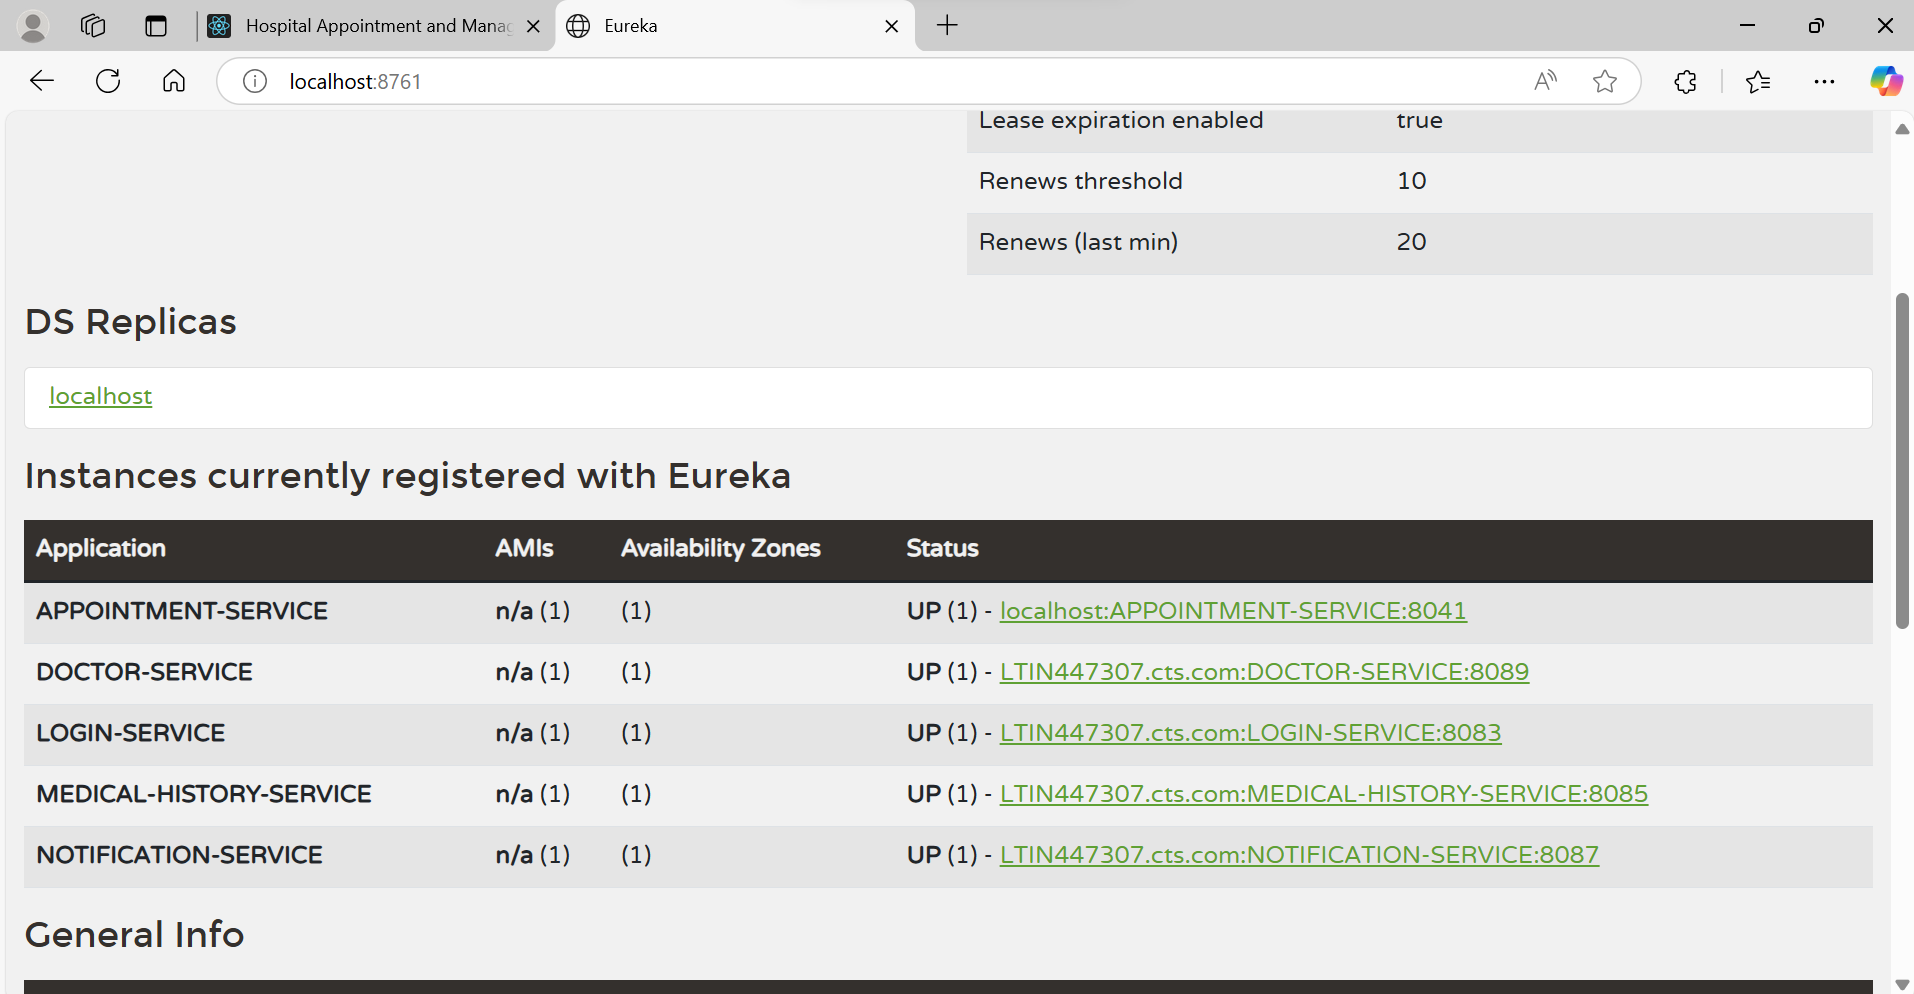 Hospital Appointment and Manag
Eureka
localhost:8761
Lease expiration enabled true
Renews threshold 10
Renews (last min) 20
DS Replicas
localhost
Instances currently registered with Eureka
Application AMIs Availability Zones Status
APPOINTMENT-SERVICE n/a (1) (1) UP (1) - localhost:APPOINTMENT-SERVICE:8041
DOCTOR-SERVICE n/a (1) (1) UP (1) - LTIN447307.cts.com:DOCTOR-SERVICE:8089
LOGIN-SERVICE n/a (1) (1) UP (1) - LTIN447307.cts.com:LOGIN-SERVICE:8083
MEDICAL-HISTORY-SERVICE n/a (1) (1) UP (1) - LTIN447307.cts.com:MEDICAL-HISTORY-SERVICE:8085
NOTIFICATION-SERVICE n/a (1) (1) UP (1) - LTIN447307.cts.com:NOTIFICATION-SERVICE:8087
General Info